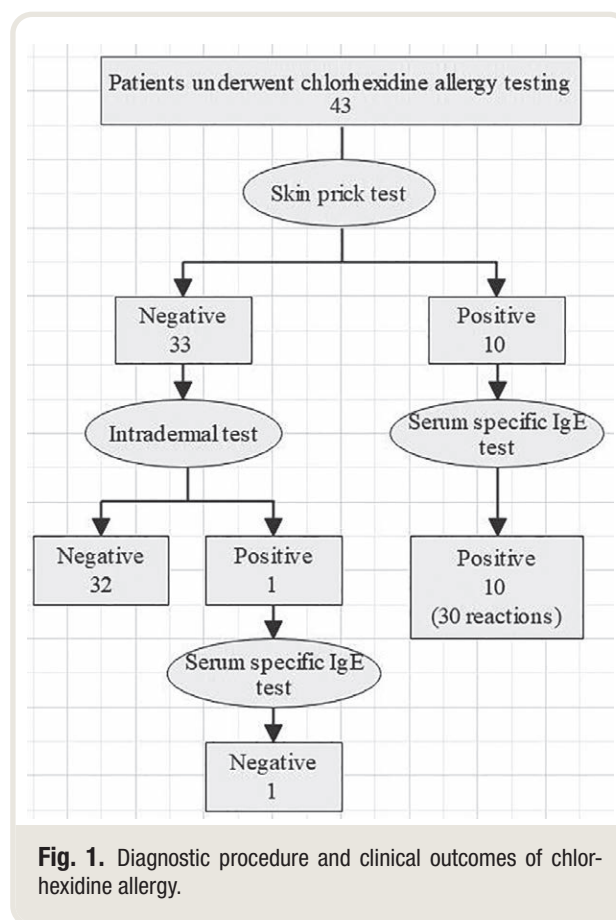 Patients underwent chlorhexidine allergy testing
43
Skin prick test
Negative
33
Positive
10
Intradermal test
Serum specific IgE
test
Negative
32
Positive
1
Positive
10
(30 reactions)
Serum specific IgE
test
Negative
1
Fig. 1. Diagnostic procedure and clinical outcomes of chlor-
hexidine allergy.